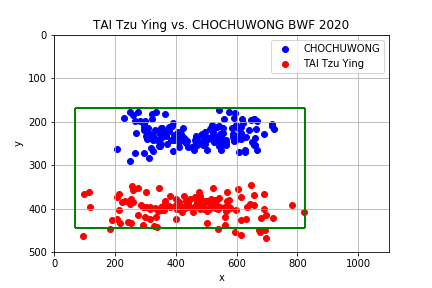 TAI Tzu Ying vs. CHOCHUWONG BWF 2020
CHOCHUWONG
TAI Tzu Ying
0
100
200
300
400
500
y
0 200 400 600 800 1000
x